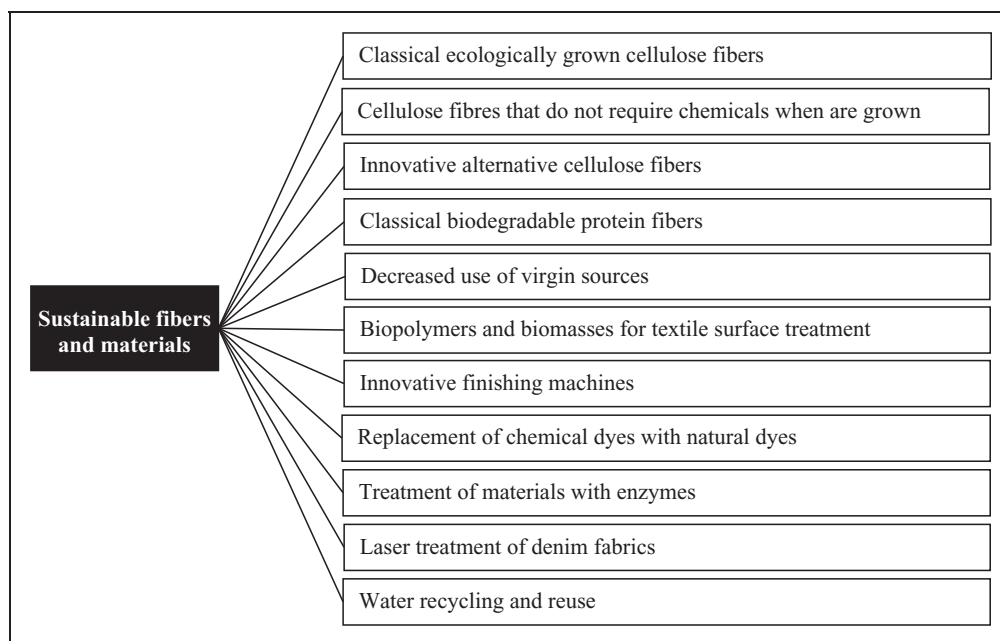 Classical ecologically grown cellulose fibers
Cellulose fibres that do not require chemicals when are grown
Innovative alternative cellulose fibers
Classical biodegradable protein fibers
Decreased use of virgin sources
Sustainable fibers
and materials
Biopolymers and biomasses for textile surface treatment
Innovative finishing machines
Replacement of chemical dyes with natural dyes
Treatment of materials with enzymes
Laser treatment of denim fabrics
Water recycling and reuse